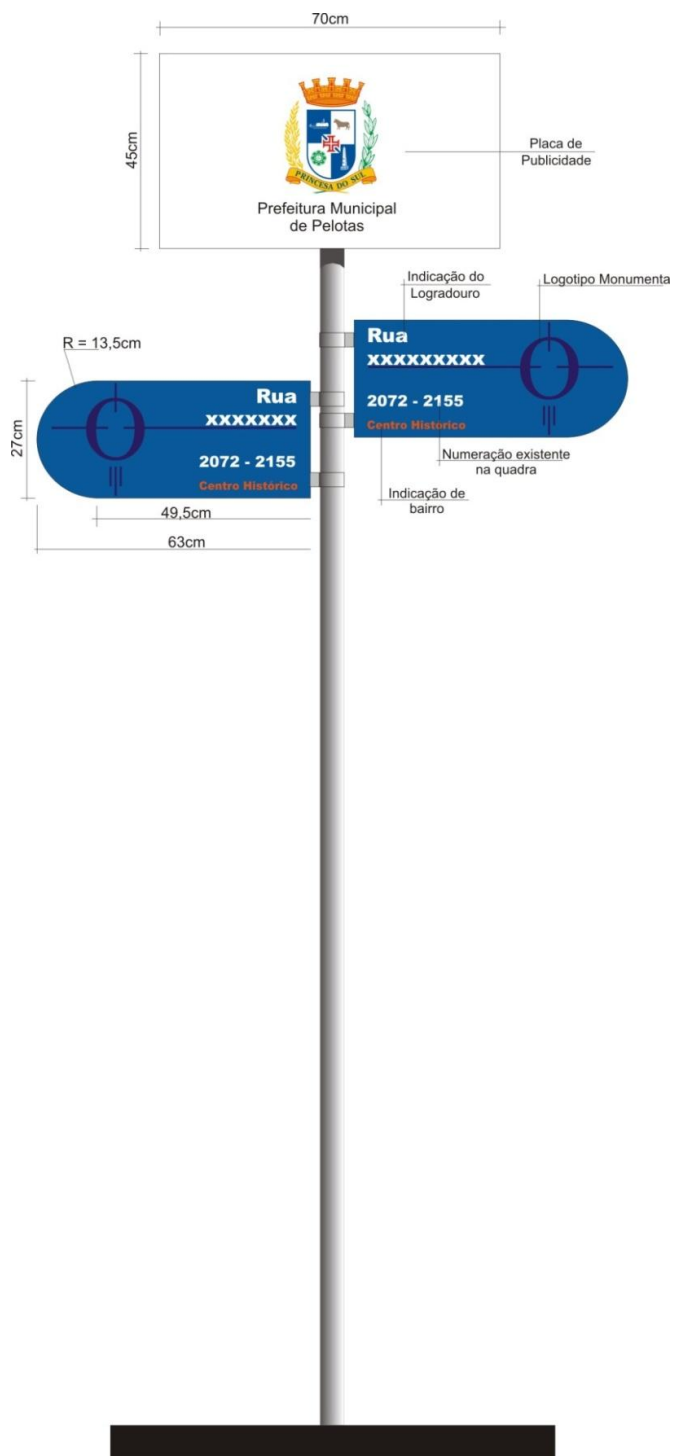 70cm
45cm
PRINCESA DO SUL
Prefeitura Municipal
de Pelotas
Placa de
Publicidade
Indicação do
Logradouro
Logotipo Monumenta
Rua
xxxxxxxxx
2072 - 2155
Centro Histórico
Numeração existente
na quadra
Indicação de
bairro
R = 13,5cm
27cm
Rua
xxxxxxx
2072 - 2155
Centro Histórico
49,5cm
63cm